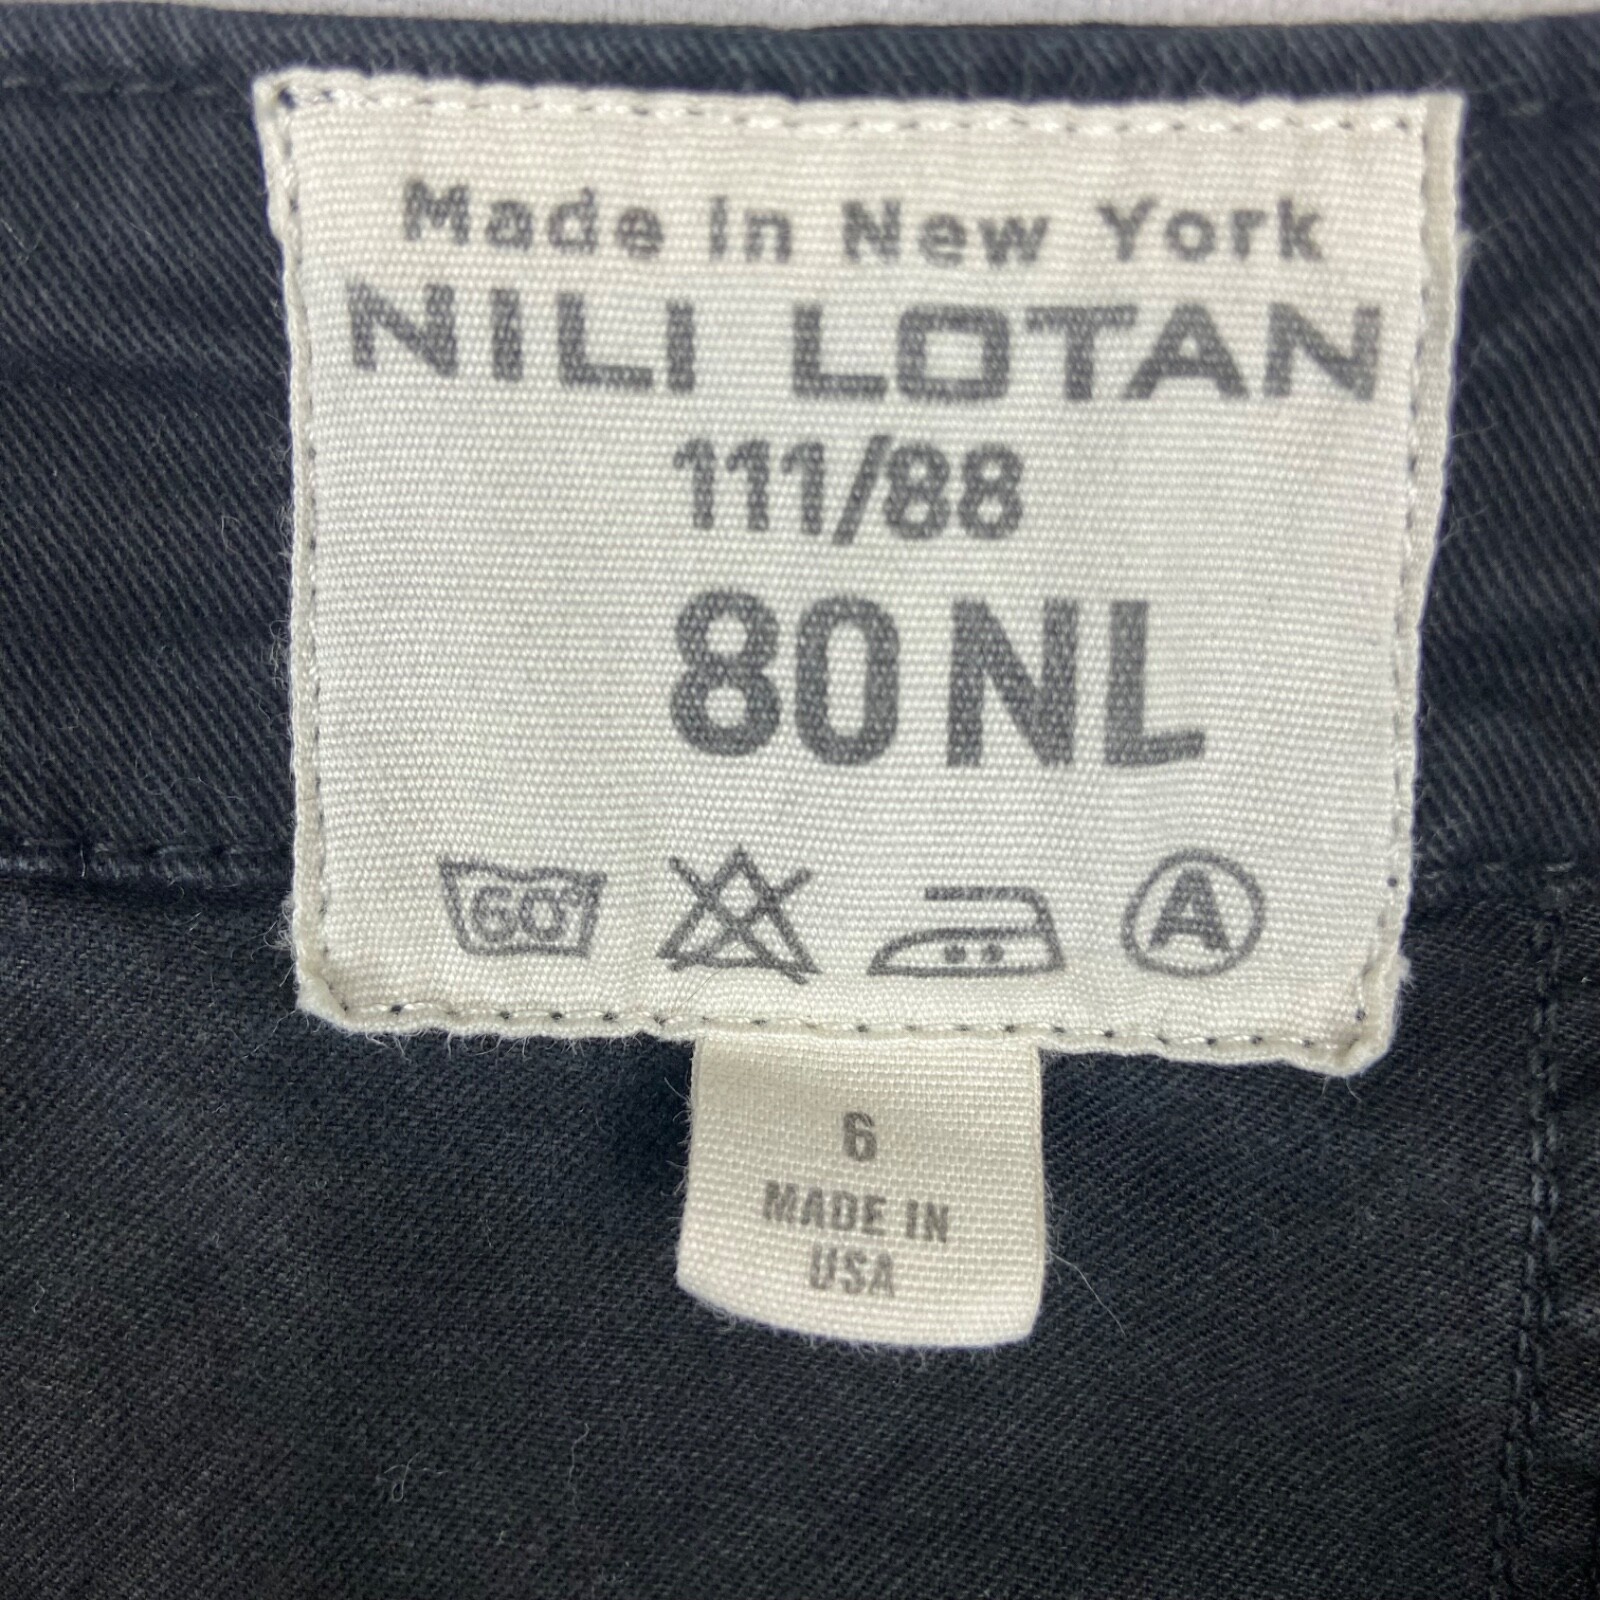 Made in New York
NILI LOTAN
111/88
80 NL
60° A
6
MADE IN
USA